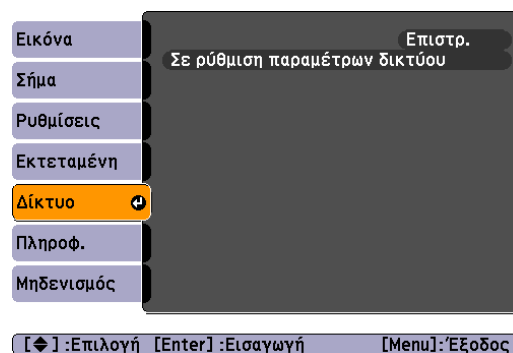 Εικόνα
Σήμα
Ρυθμίσεις
Εκτεταμένη
Δίκτυο
Πληροφ.
Μηδενισμός
Επιστρ.
Σε ρύθμιση παραμέτρων δικτύου
[◆] :Επιλογή [Enter] :Εισαγωγή [Menu]:Έξοδος